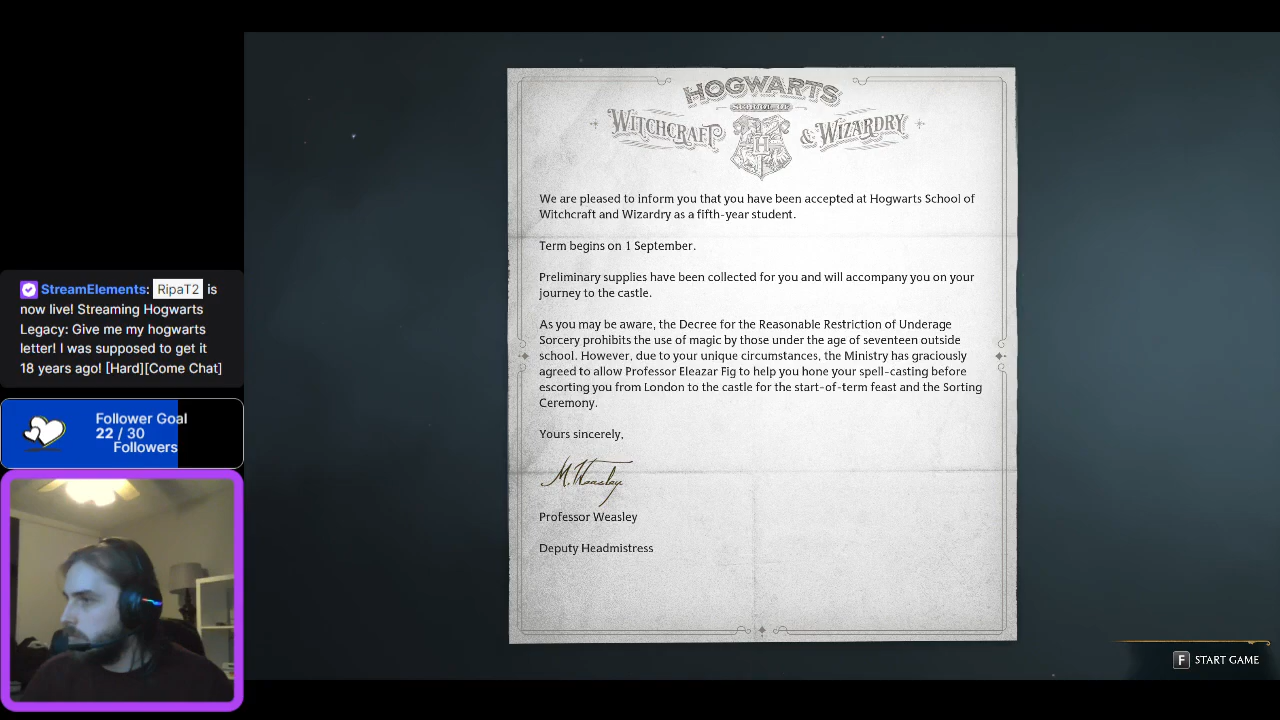 HOGWARTS
SCHOOL OF
WITCHCRAFT & WIZARDRY
H
We are pleased to inform you that you have been accepted at Hogwarts School of
Witchcraft and Wizardry as a fifth-year student.
Term begins on 1 September.
Preliminary supplies have been collected for you and will accompany you on your
journey to the castle.
As you may be aware, the Decree for the Reasonable Restriction of Underage
Sorcery prohibits the use of magic by those under the age of seventeen outside
school. However, due to your unique circumstances, the Ministry has graciously
agreed to allow Professor Eleazar Fig to help you hone your spell-casting before
escorting you from London to the castle for the start-of-term feast and the Sorting
Ceremony.
Yours sincerely,
M. Weasley
Professor Weasley
Deputy Headmistress
StreamElements: RipaT2 is
now live! Streaming Hogwarts
Legacy: Give me my hogwarts
letter! I was supposed to get it
18 years ago! [Hard][Come Chat]
Follower Goal
22 / 30
Followers
F START GAME